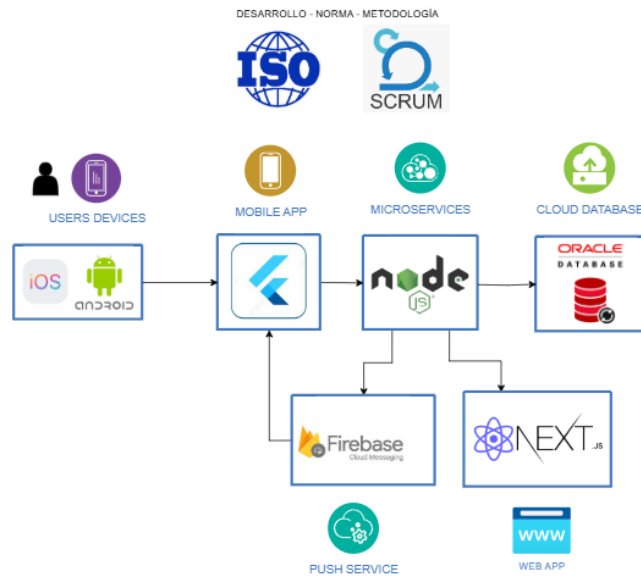 DESARROLLO - NORMA - METODOLOGÍA
ISO
SCRUM
USERS DEVICES
MOBILE APP
MICROSERVICES
CLOUD DATABASE
iOS
ANDROID
node
JS
ORACLE
DATABASE
Firebase
Cloud Messaging
NEXT.JS
PUSH SERVICE
WWW
WEB APP